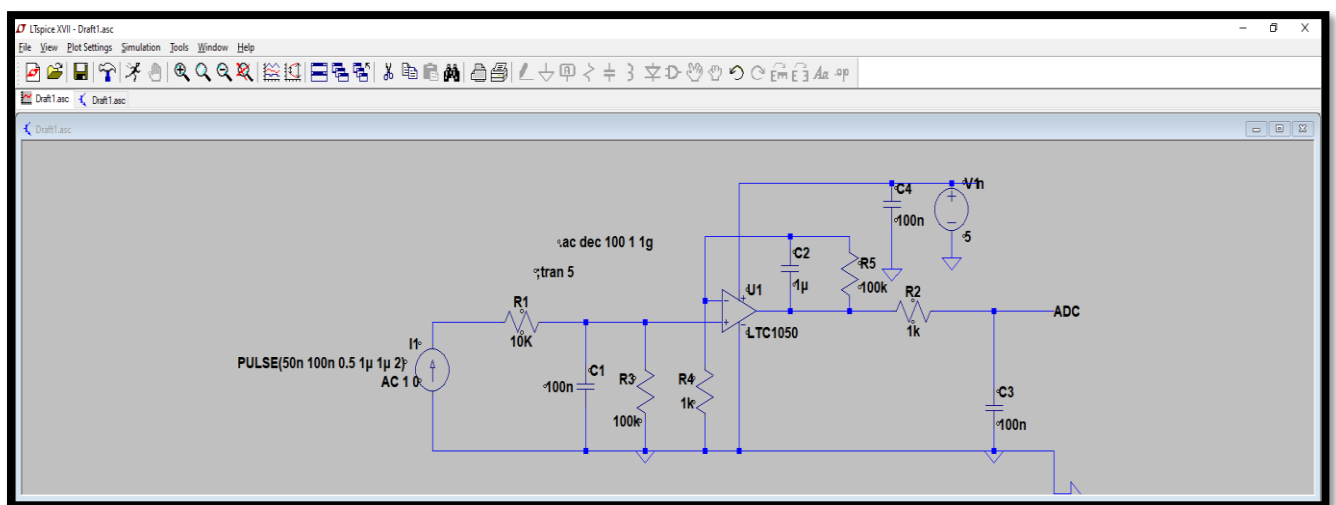 LTspice XVII - Draft1.asc
File View Plot Settings Simulation Tools Window Help
Draft1.asc Draft1.asc
Draft1.asc
.ac dec 100 1 1g
;tran 5
I1
PULSE(50n 100n 0.5 1µ 1µ 2)
AC 1 0
R1
10K
C1
100n
R3
100k
R4
1k
U1
LTC1050
C2
1µ
R5
100k
C4
100n
V1n
5
R2
1k
ADC
C3
100n